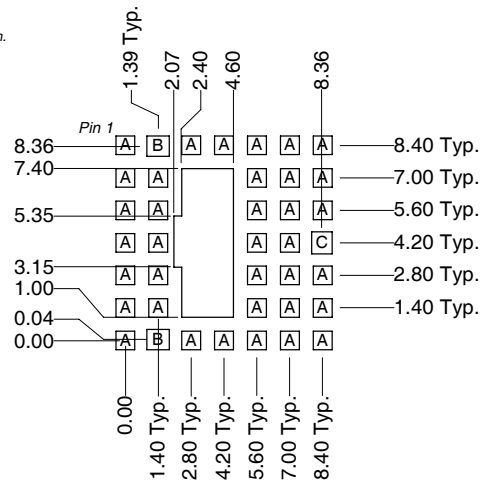 n.
1.39 Typ.
2.07
2.40
4.60
8.36
Pin 1
8.36 A B A A A A A 8.40 Typ.
7.40 A A A A A 7.00 Typ.
5.35 A A A A A 5.60 Typ.
A A A A C 4.20 Typ.
3.15 A A A A A 2.80 Typ.
1.00 A A A A A 1.40 Typ.
0.04
0.00 A B A A A A A
0.00
1.40 Typ.
2.80 Typ.
4.20 Typ.
5.60 Typ.
7.00 Typ.
8.40 Typ.